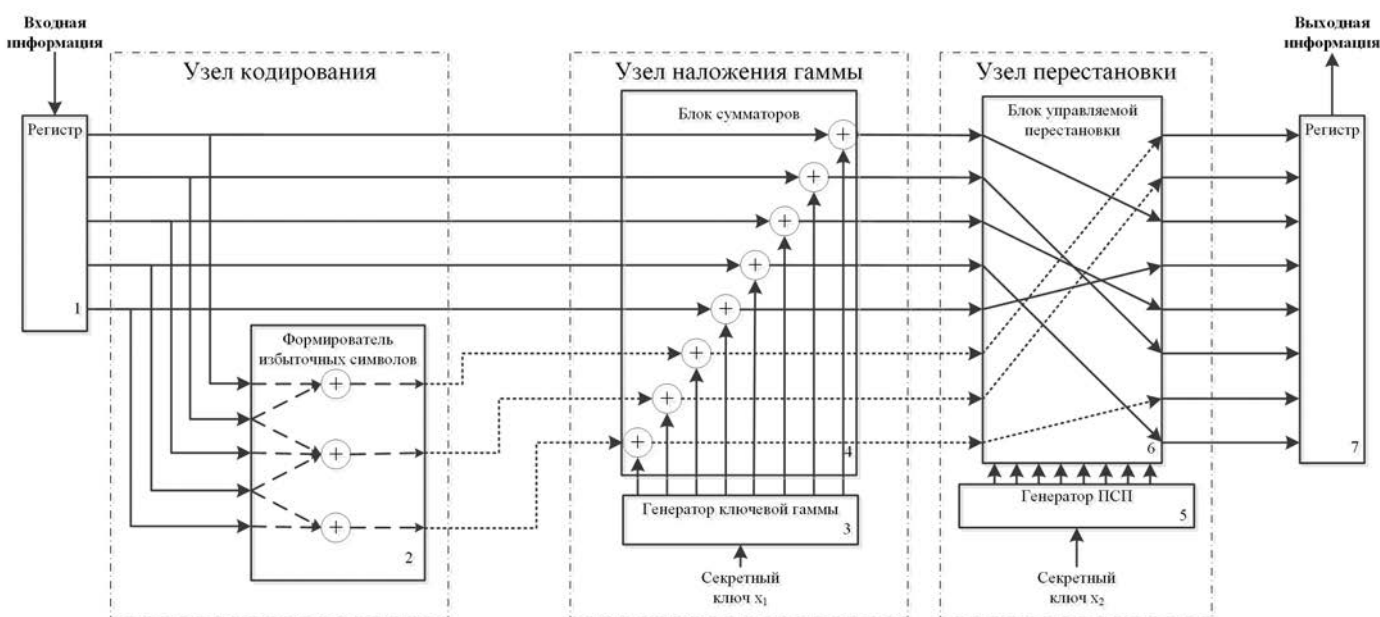 Входная
информация
Выходная
информация
Узел кодирования
Узел наложения гаммы
Узел перестановки
Регистр
1
Формирователь
избыточных символов
+
+
+
2
Блок сумматоров
+
+
+
+
+
+
+
+
4
Генератор ключевой гаммы
3
Секретный
ключ x₁
Блок управляемой
перестановки
6
Генератор ПСП
5
Секретный
ключ x₂
Регистр
7